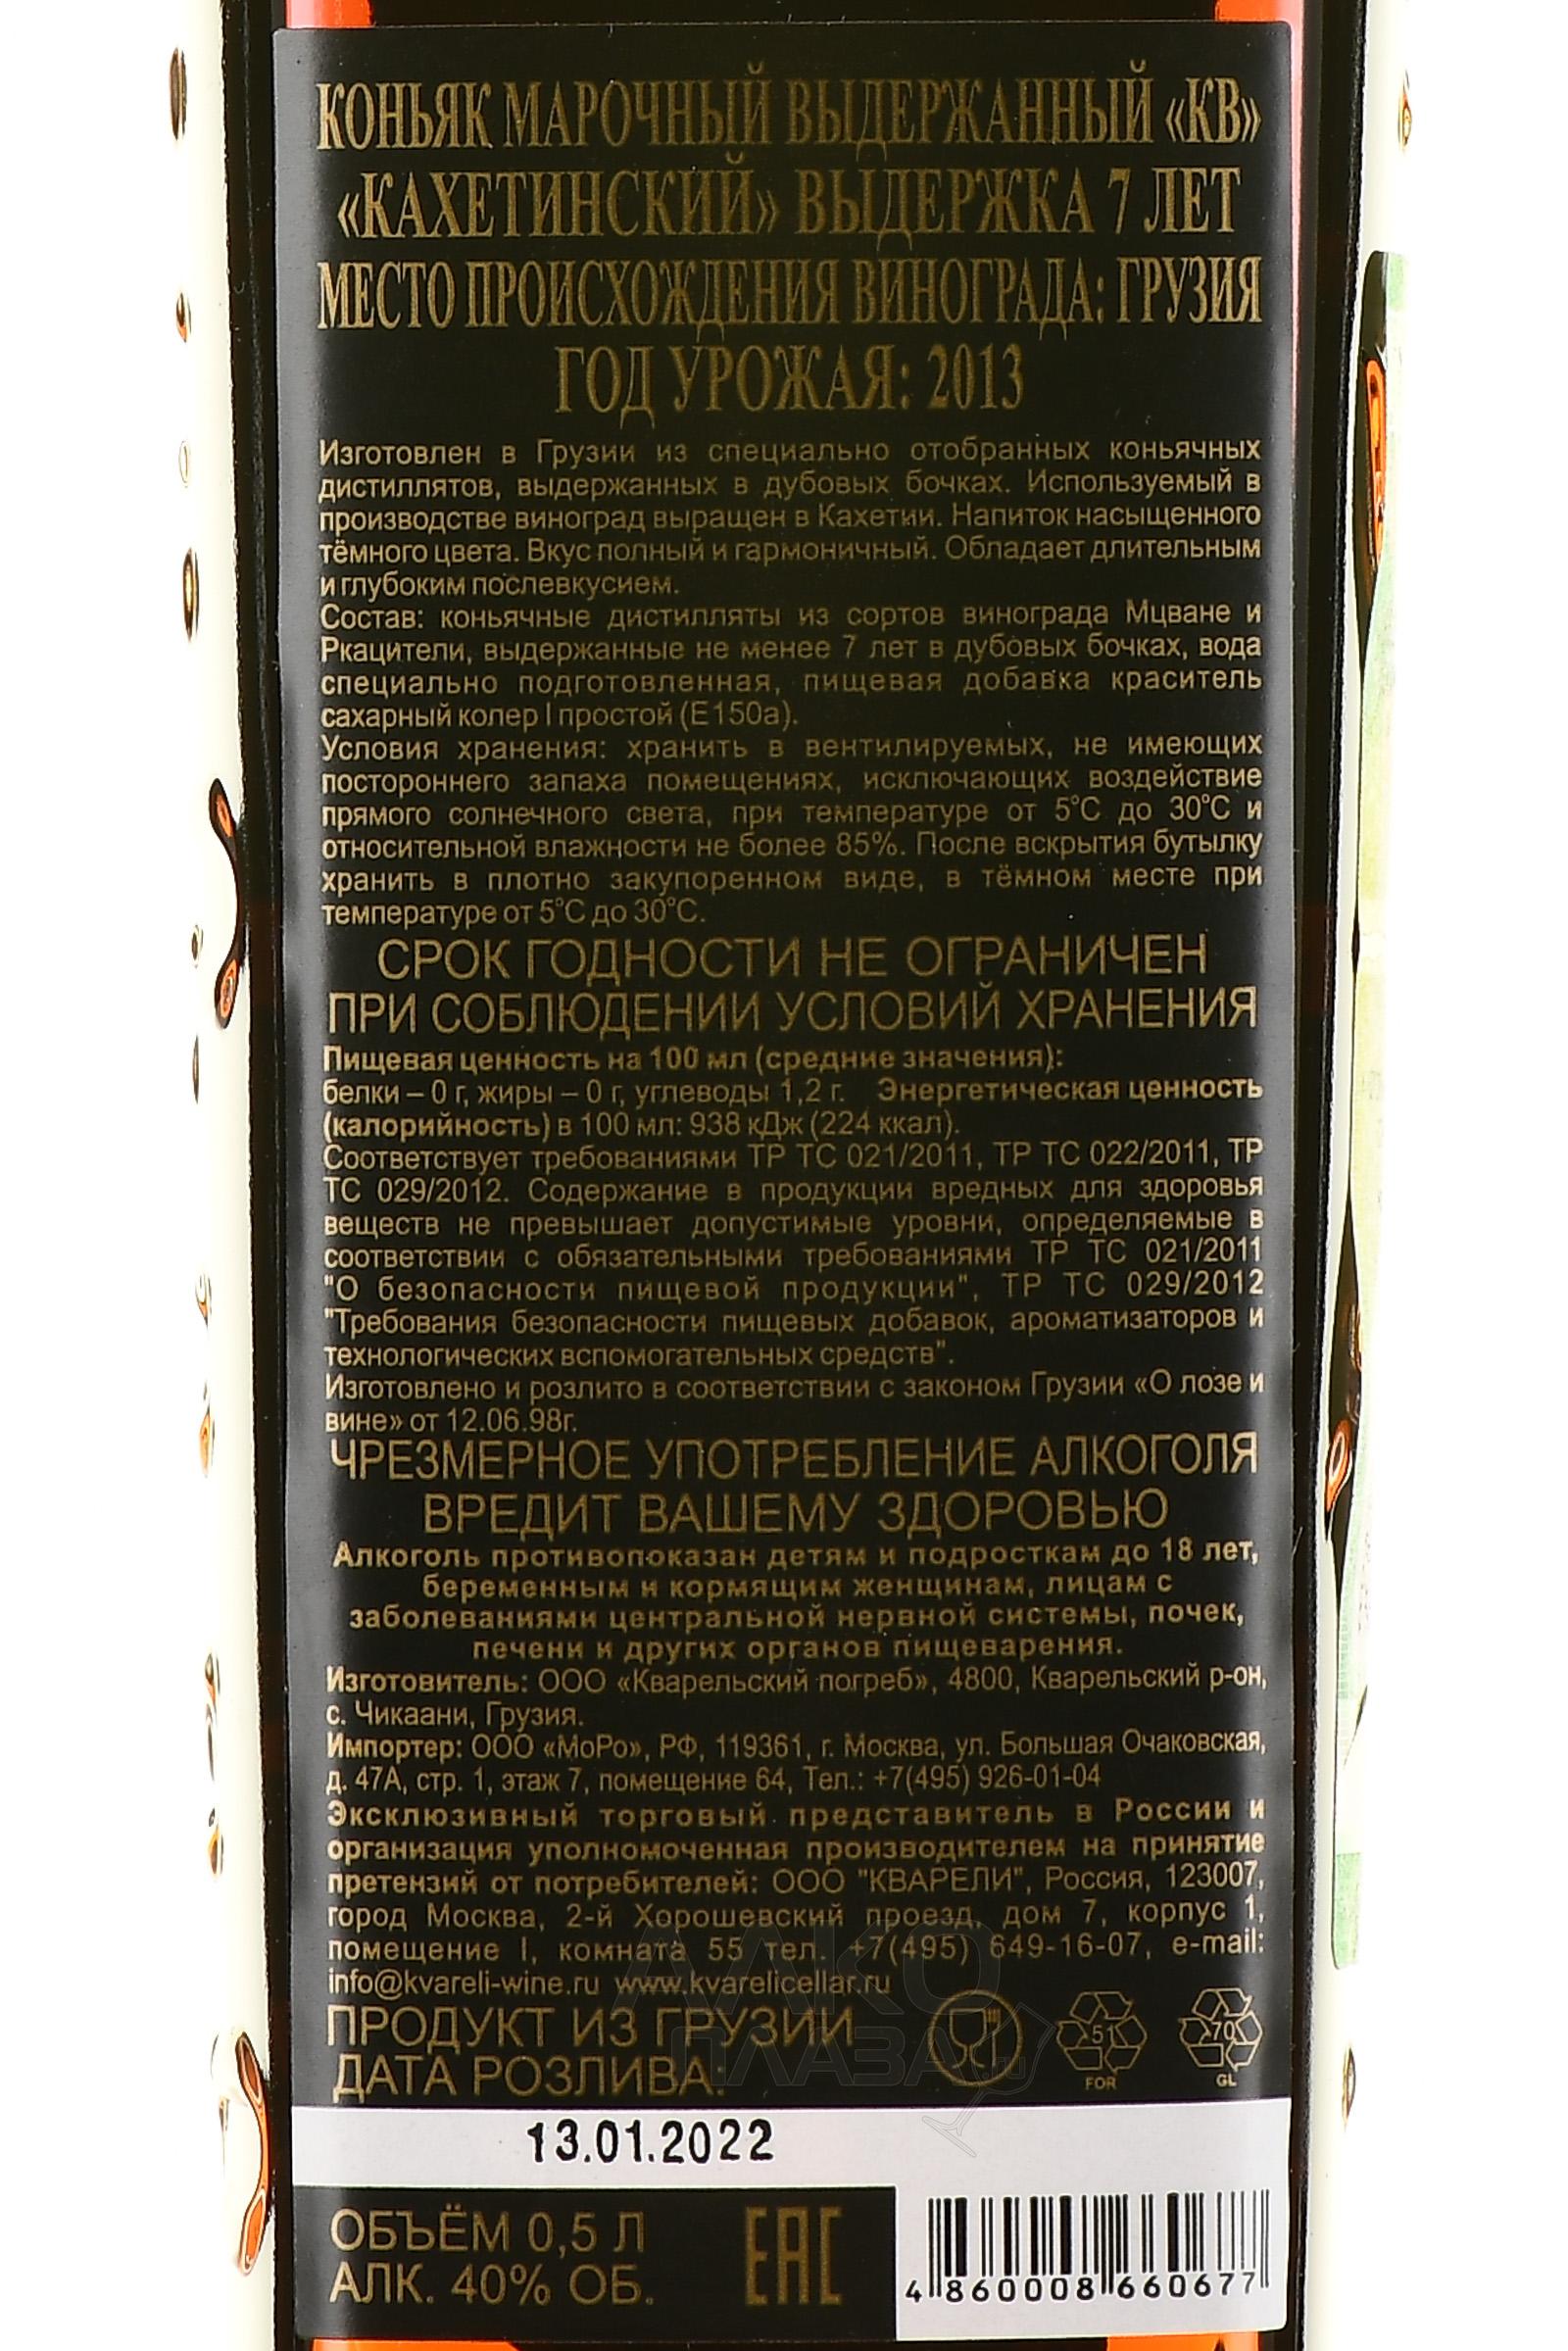 КОНЬЯК МАРОЧНЫЙ ВЫДЕРЖАННЫЙ «КВ»
«КАХЕТИНСКИЙ» ВЫДЕРЖКА 7 ЛЕТ
МЕСТО ПРОИСХОЖДЕНИЯ ВИНОГРАДА: ГРУЗИЯ
ГОД УРОЖАЯ: 2013
Изготовлен в Грузии из специально отобранных коньячных
дистиллятов, выдержанных в дубовых бочках. Используемый в
производстве виноград выращен в Кахетии. Напиток насыщенного
тёмного цвета. Вкус полный и гармоничный. Обладает длительным
и глубоким послевкусием.
Состав: коньячные дистилляты из сортов винограда Мцване и
Ркацители, выдержанные не менее 7 лет в дубовых бочках, вода
специально подготовленная, пищевая добавка краситель
сахарный колер I простой (Е150а).
Условия хранения: хранить в вентилируемых, не имеющих
постороннего запаха помещениях, исключающих воздействие
прямого солнечного света, при температуре от 5°С до 30°С и
относительной влажности не более 85%. После вскрытия бутылку
хранить в плотно закупоренном виде, в тёмном месте при
температуре от 5°С до 30°С.
СРОК ГОДНОСТИ НЕ ОГРАНИЧЕН
ПРИ СОБЛЮДЕНИИ УСЛОВИЙ ХРАНЕНИЯ
Пищевая ценность на 100 мл (средние значения):
белки – 0 г, жиры – 0 г, углеводы 1,2 г. Энергетическая ценность
(калорийность) в 100 мл: 938 кДж (224 ккал).
Соответствует требованиями ТР ТС 021/2011, ТР ТС 022/2011, ТР
ТС 029/2012. Содержание в продукции вредных для здоровья
веществ не превышает допустимые уровни, определяемые в
соответствии с обязательными требованиями ТР ТС 021/2011
"О безопасности пищевой продукции", ТР ТС 029/2012
"Требования безопасности пищевых добавок, ароматизаторов и
технологических вспомогательных средств".
Изготовлено и розлито в соответствии с законом Грузии «О лозе и
вине» от 12.06.98г.
ЧРЕЗМЕРНОЕ УПОТРЕБЛЕНИЕ АЛКОГОЛЯ
ВРЕДИТ ВАШЕМУ ЗДОРОВЬЮ
Алкоголь противопоказан детям и подросткам до 18 лет,
беременным и кормящим женщинам, лицам с
заболеваниями центральной нервной системы, почек,
печени и других органов пищеварения.
Изготовитель: ООО «Кварельский погреб», 4800, Кварельский р-он,
с. Чикаани, Грузия.
Импортер: ООО «МоРо», РФ, 119361, г. Москва, ул. Большая Очаковская,
д. 47А, стр. 1, этаж 7, помещение 64, Тел.: +7(495) 926-01-04
Эксклюзивный торговый представитель в России и
организация уполномоченная производителем на принятие
претензий от потребителей: ООО "КВАРЕЛИ", Россия, 123007,
город Москва, 2-й Хорошевский проезд, дом 7, корпус 1,
помещение I, комната 55 тел. +7(495) 649-16-07, e-mail:
info@kvareli-wine.ru www.kvarelicellar.ru
ПРОДУКТ ИЗ ГРУЗИИ
ДАТА РОЗЛИВА:
51
FOR
70
GL
АЛКО
ПЛАЗА.ru
13.01.2022
ОБЪЁМ 0,5 Л
АЛК. 40% ОБ.
ЕАС
4 860008 660677